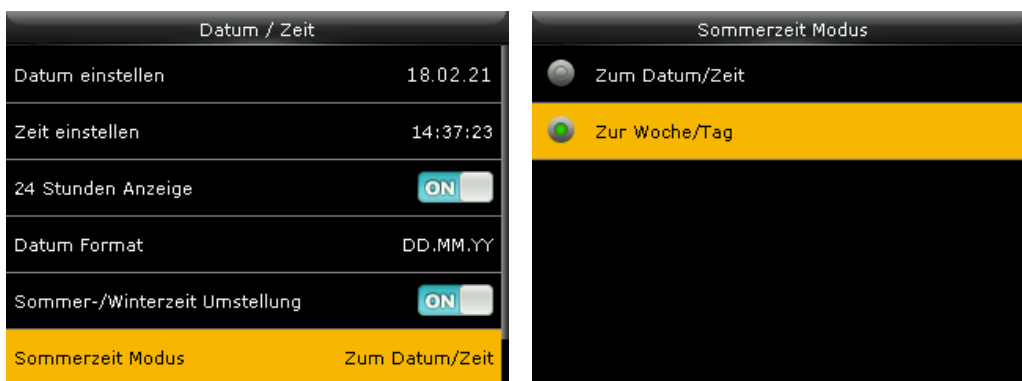 Datum / Zeit
Datum einstellen 18.02.21
Zeit einstellen 14:37:23
24 Stunden Anzeige ON
Datum Format DD.MM.YY
Sommer-/Winterzeit Umstellung ON
Sommerzeit Modus Zum Datum/Zeit
Sommerzeit Modus
Zum Datum/Zeit
Zur Woche/Tag